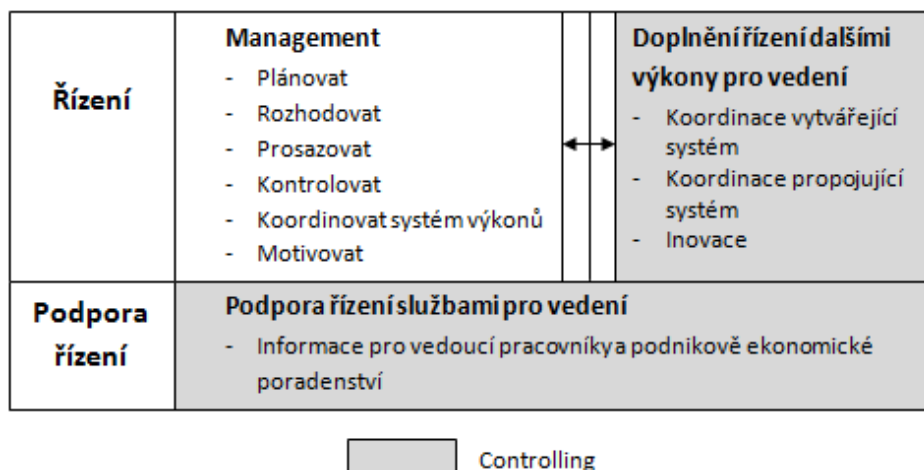 Řízení
Management
- Plánovat
- Rozhodovat
- Prosazovat
- Kontrolovat
- Koordinovat systém výkonů
- Motivovat
Doplnění řízení dalšími
výkony pro vedení
- Koordinace vytvářející
systém
- Koordinace propojující
systém
- Inovace
Podpora
řízení
Podpora řízení službami pro vedení
- Informace pro vedoucí pracovníky a podnikově ekonomické
poradenství
Controlling